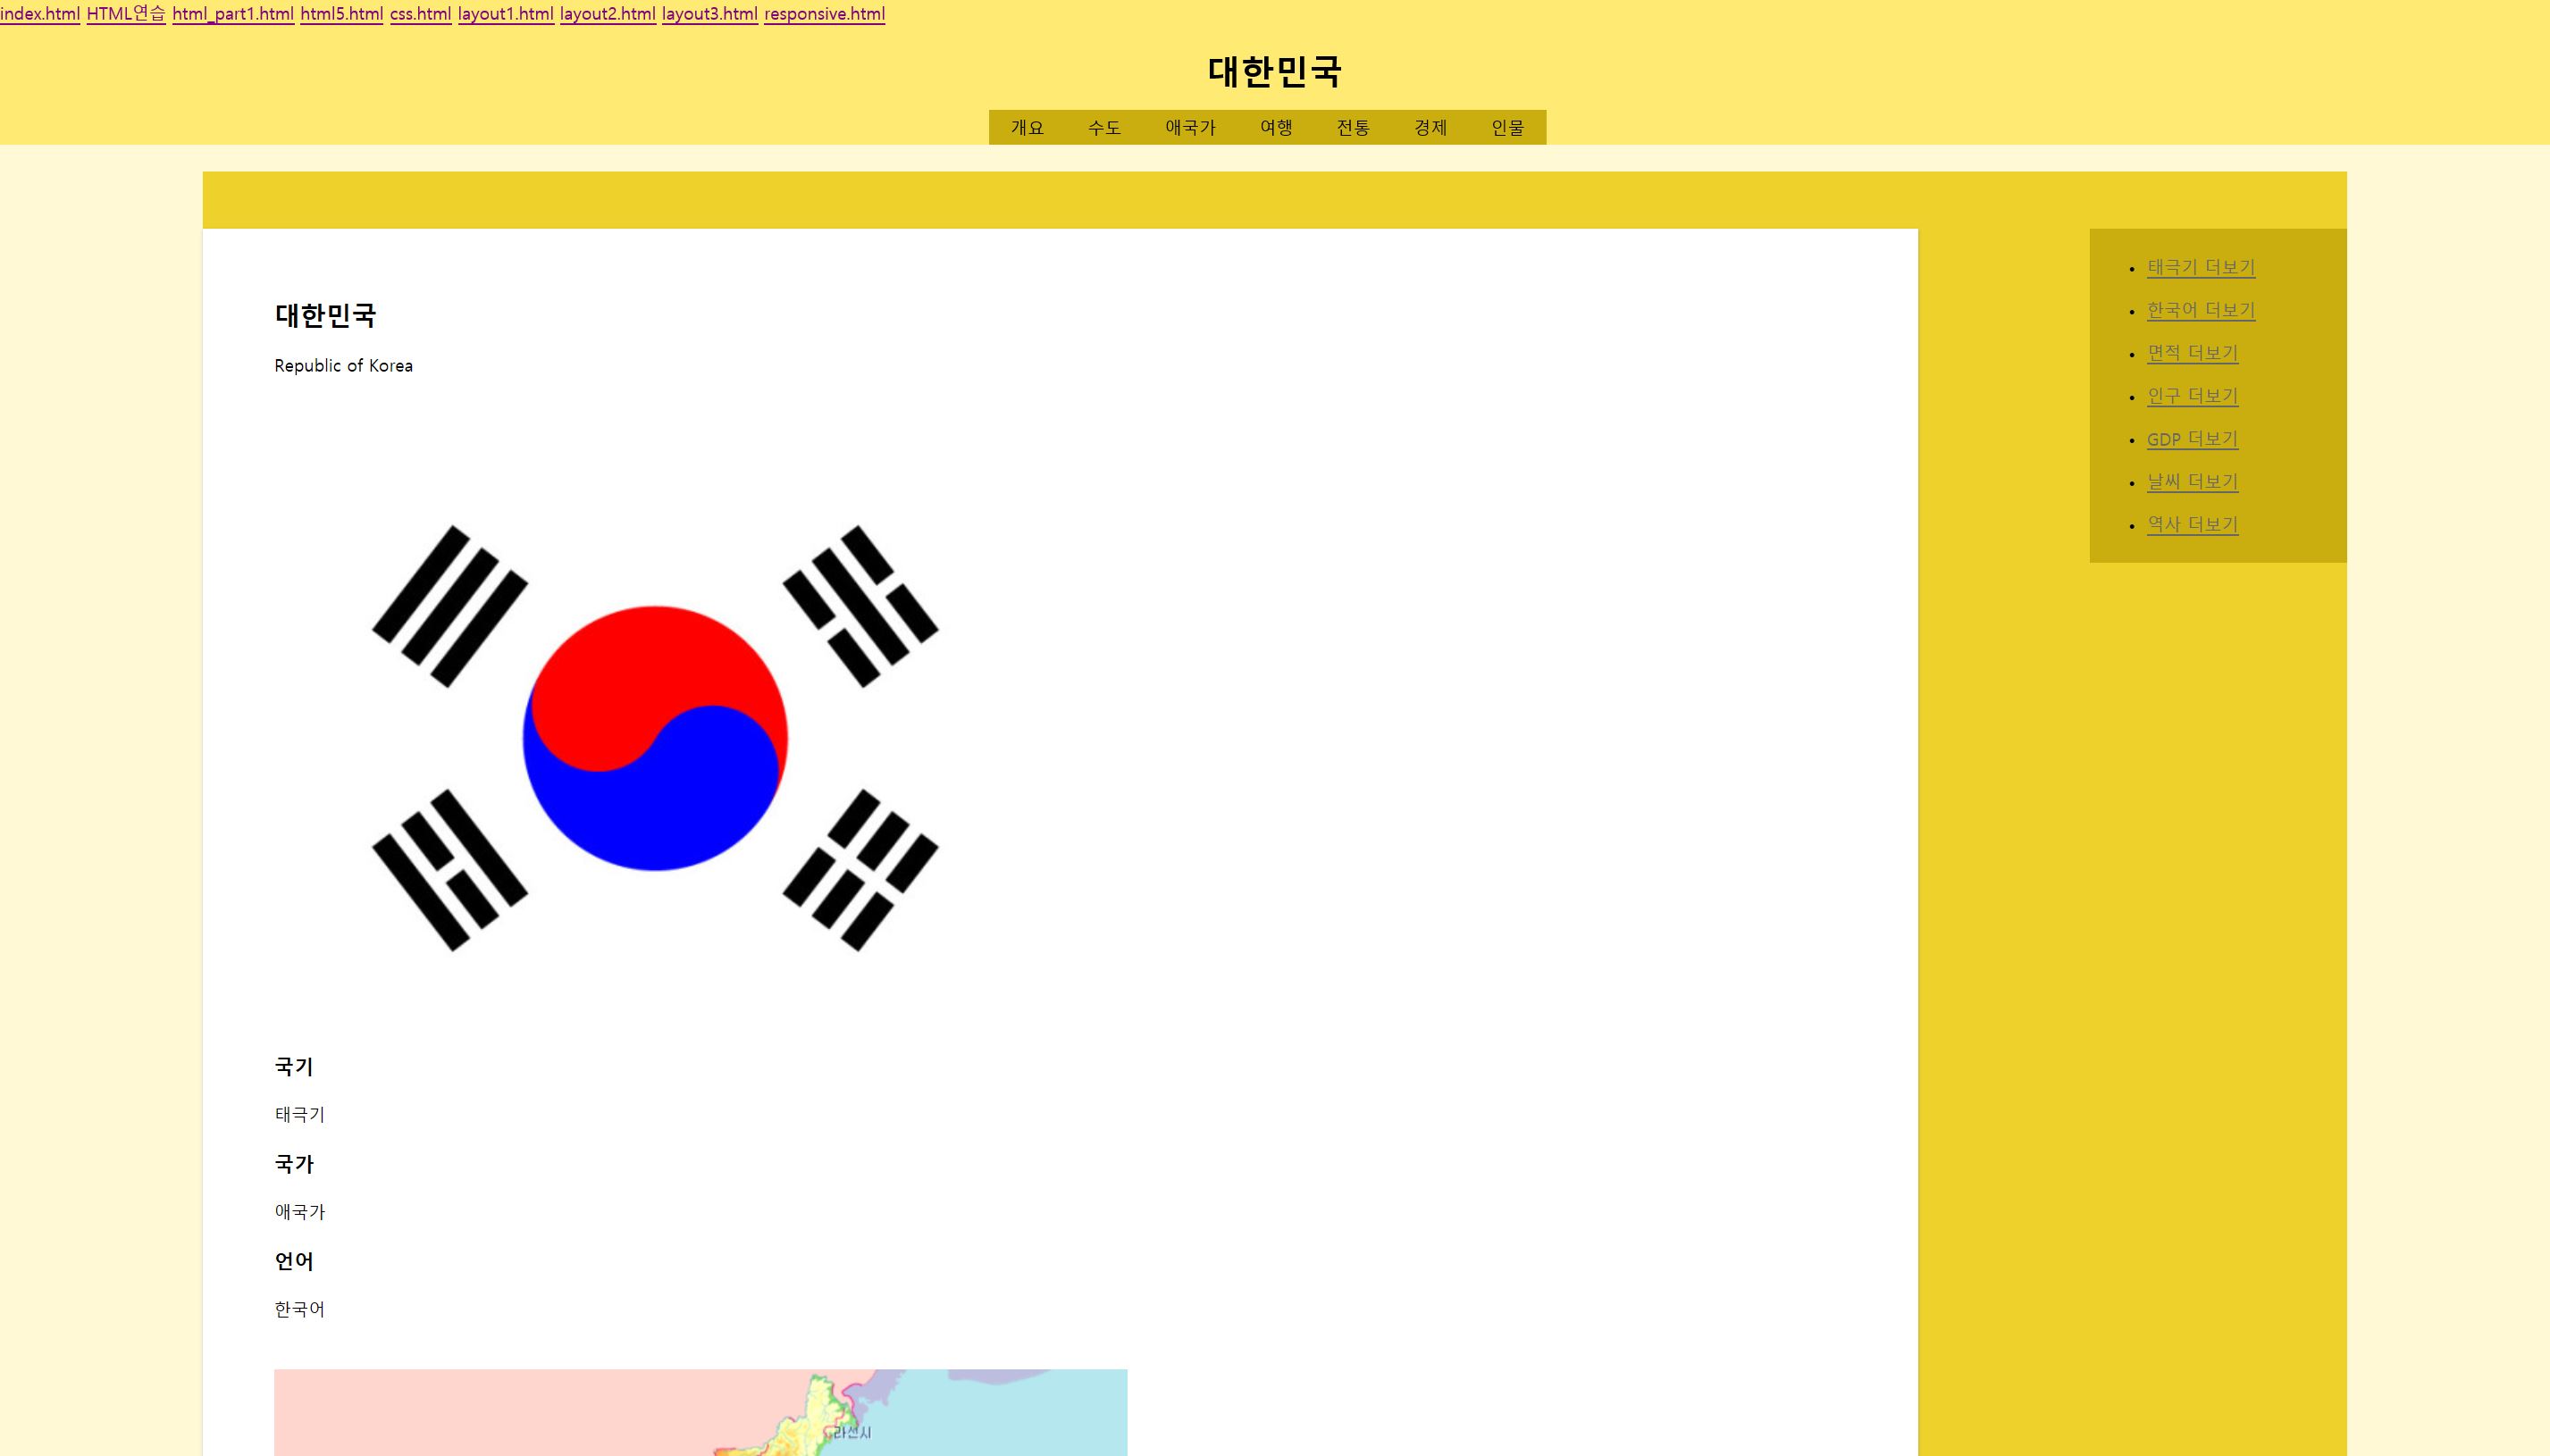 index.html HTML연습 html_part1.html html5.html css.html layout1.html layout2.html layout3.html responsive.html
대한민국
개요 수도 애국가 여행 전통 경제 인물
대한민국
Republic of Korea
태극기 더보기
한국어 더보기
면적 더보기
인구 더보기
GDP 더보기
날씨 더보기
역사 더보기
국기
태극기
국가
애국가
언어
한국어
라선시